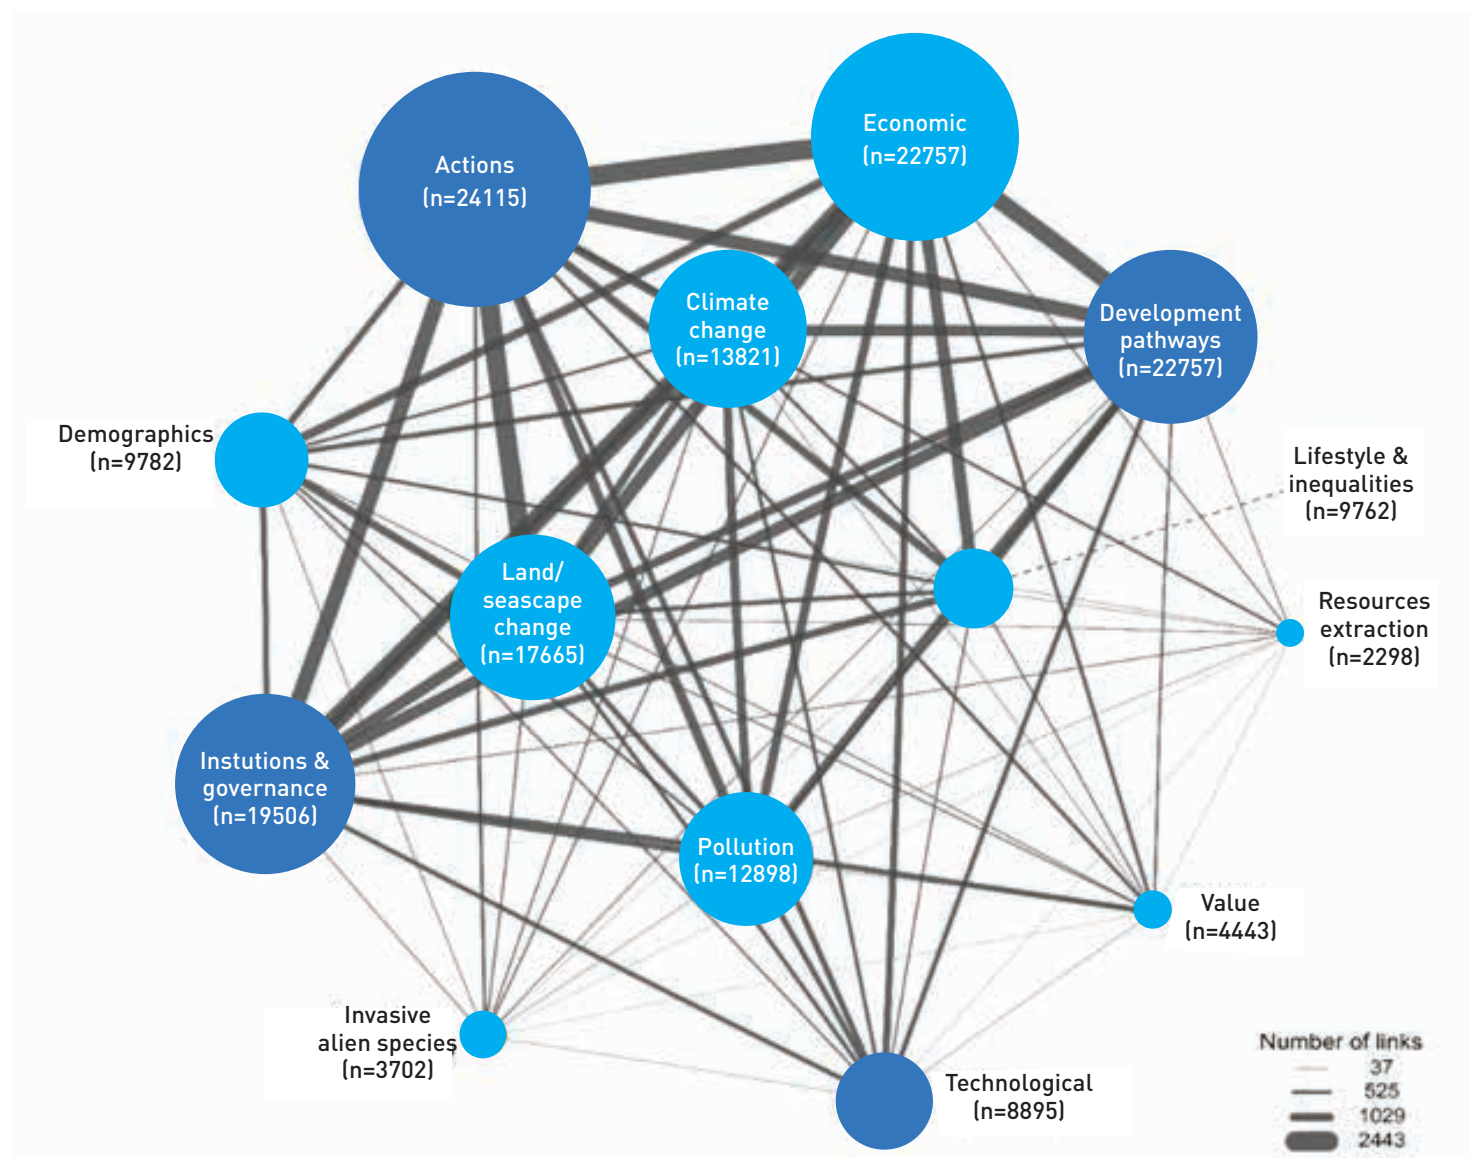 Economic
(n=22757)
Actions
(n=24115)
Climate
change
(n=13821)
Development
pathways
(n=22757)
Demographics
(n=9782)
Lifestyle &
inequalities
(n=9762)
Land/
seascape
change
(n=17665)
Resources
extraction
(n=2298)
Instutions &
governance
(n=19506)
Pollution
(n=12898)
Value
(n=4443)
Invasive
alien species
(n=3702)
Technological
(n=8895)
Number of links
37
525
1029
2443